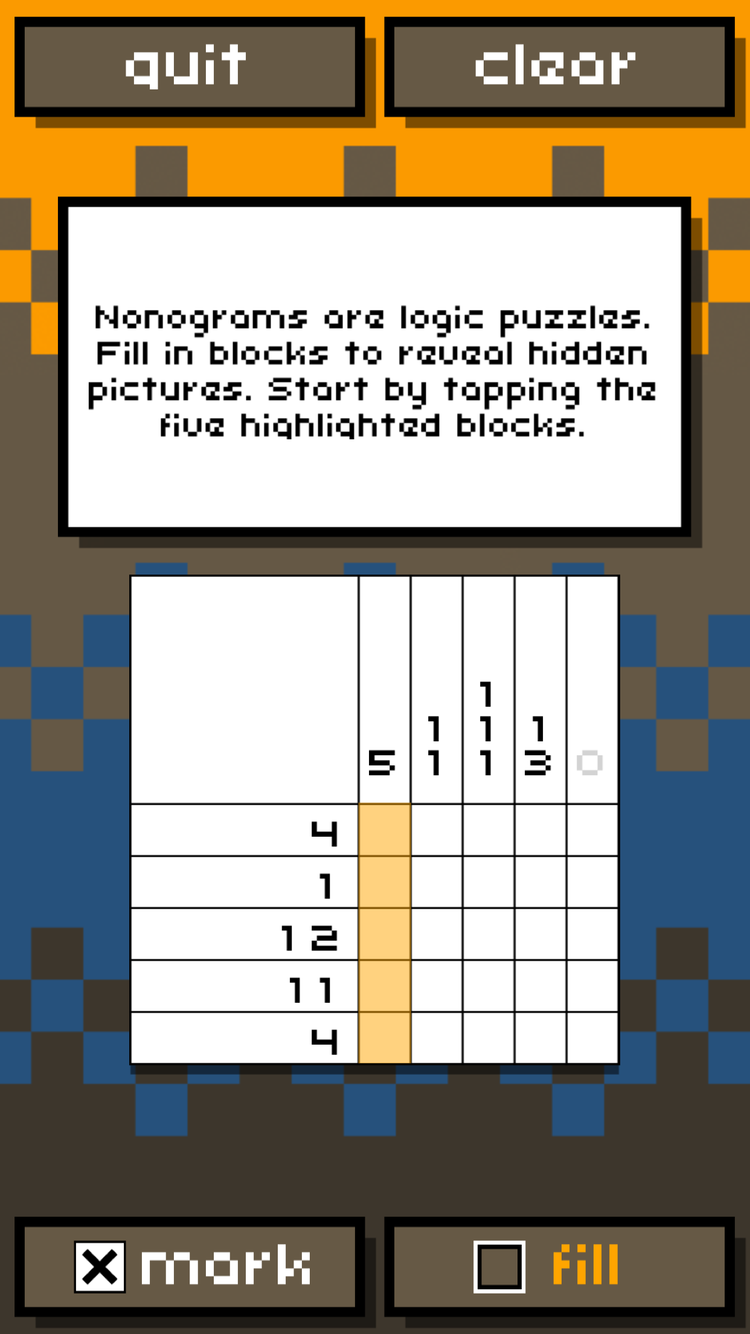 quit clear
Nonograms are logic puzzles.
Fill in blocks to reveal hidden
pictures. Start by tapping the
five highlighted blocks.
1
1 1 1
5 1 1 3 0
4
1
1 2
1 1
4
mark fill